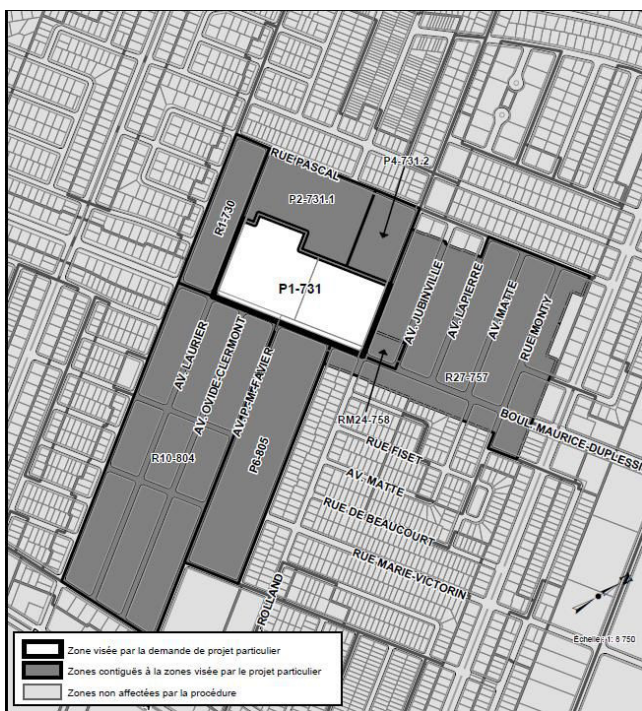 RUE PASCAL
P4-731.2
P2-731.1
R1-730
P1-731
AV. JUBINVILLE
AV. LAPIERRE
AV. MATTE
RUE MONTY
AV. LAURIER
AV. OVIDE-CLERMONT
R27-757
RM24-758
BOUL. MAURICE-DUPLESSI
R10-804
P6-805
RUE FISET
AV. MATTE
RUE DE BEAUCOURT
RUE MARIE-VICTORIN
ROLLAND
N
Échelle: 1: 8 750
Zone visée par la demande de projet particulier
Zones contiguës à la zones visée par le projet particulier
Zones non affectées par la procédure